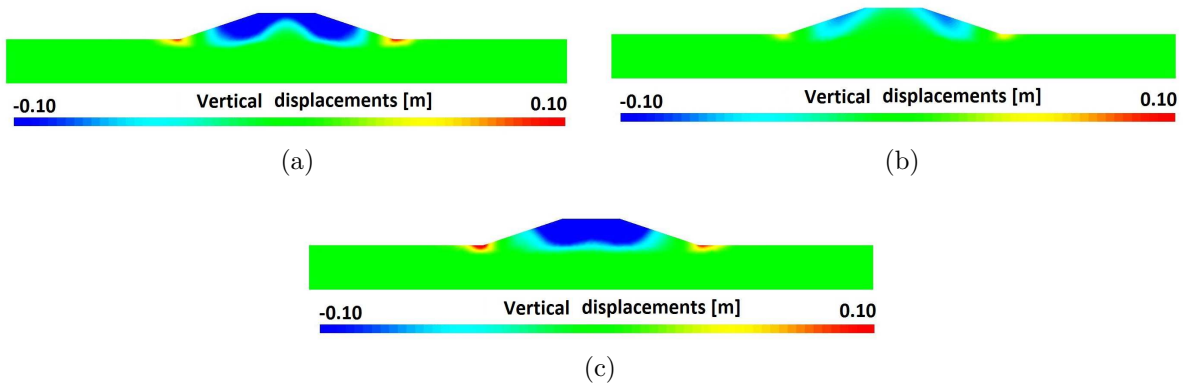 Vertical displacements [m]
-0.10 0.10
(a)
Vertical displacements [m]
-0.10 0.10
(b)
Vertical displacements [m]
-0.10 0.10
(c)